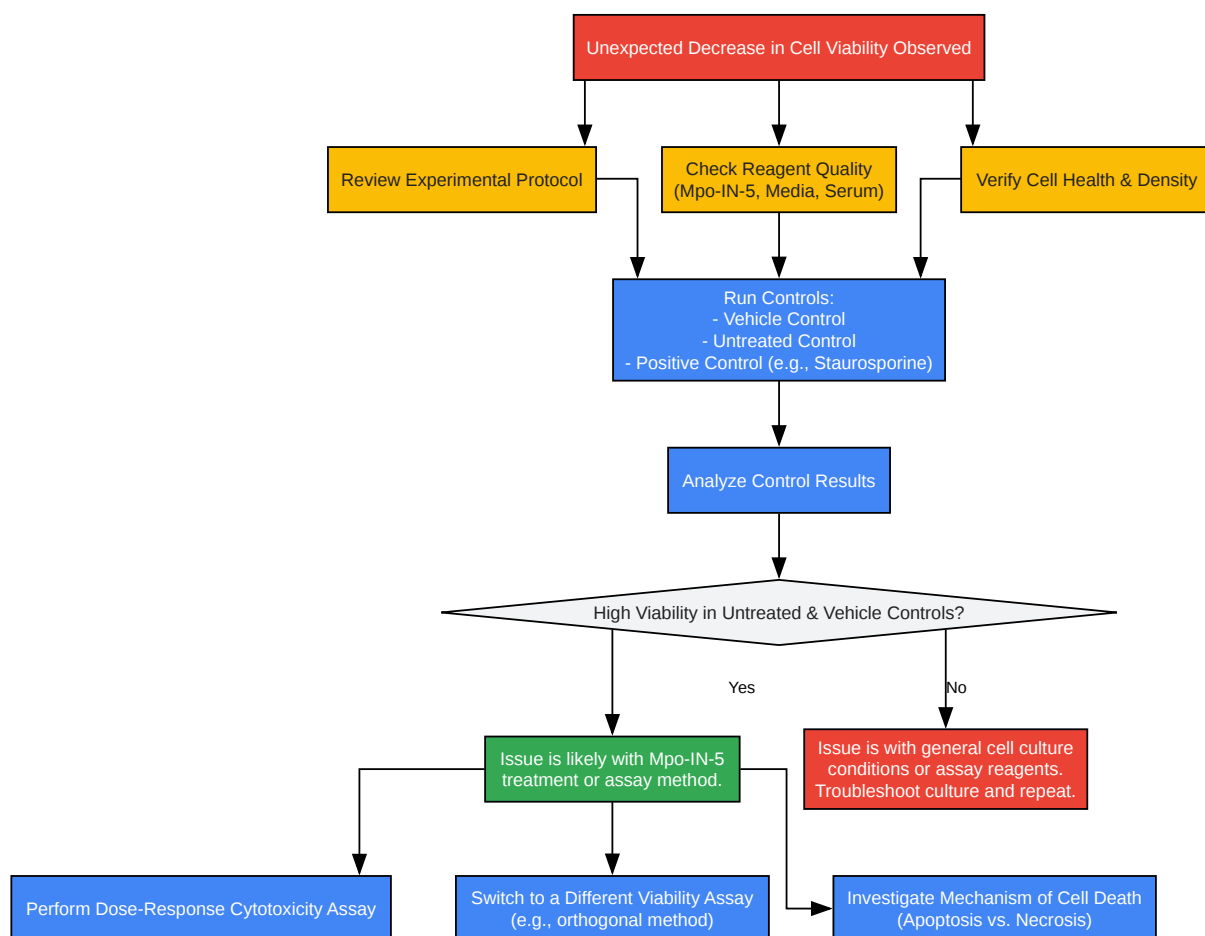 Unexpected Decrease in Cell Viability Observed
Review Experimental Protocol
Check Reagent Quality
(Mpo-IN-5, Media, Serum)
Verify Cell Health & Density
Run Controls:
- Vehicle Control
- Untreated Control
- Positive Control (e.g., Staurosporine)
Analyze Control Results
High Viability in Untreated & Vehicle Controls?
Yes
No
Issue is likely with Mpo-IN-5
treatment or assay method.
Issue is with general cell culture
conditions or assay reagents.
Troubleshoot culture and repeat.
Perform Dose-Response Cytotoxicity Assay
Switch to a Different Viability Assay
(e.g., orthogonal method)
Investigate Mechanism of Cell Death
(Apoptosis vs. Necrosis)